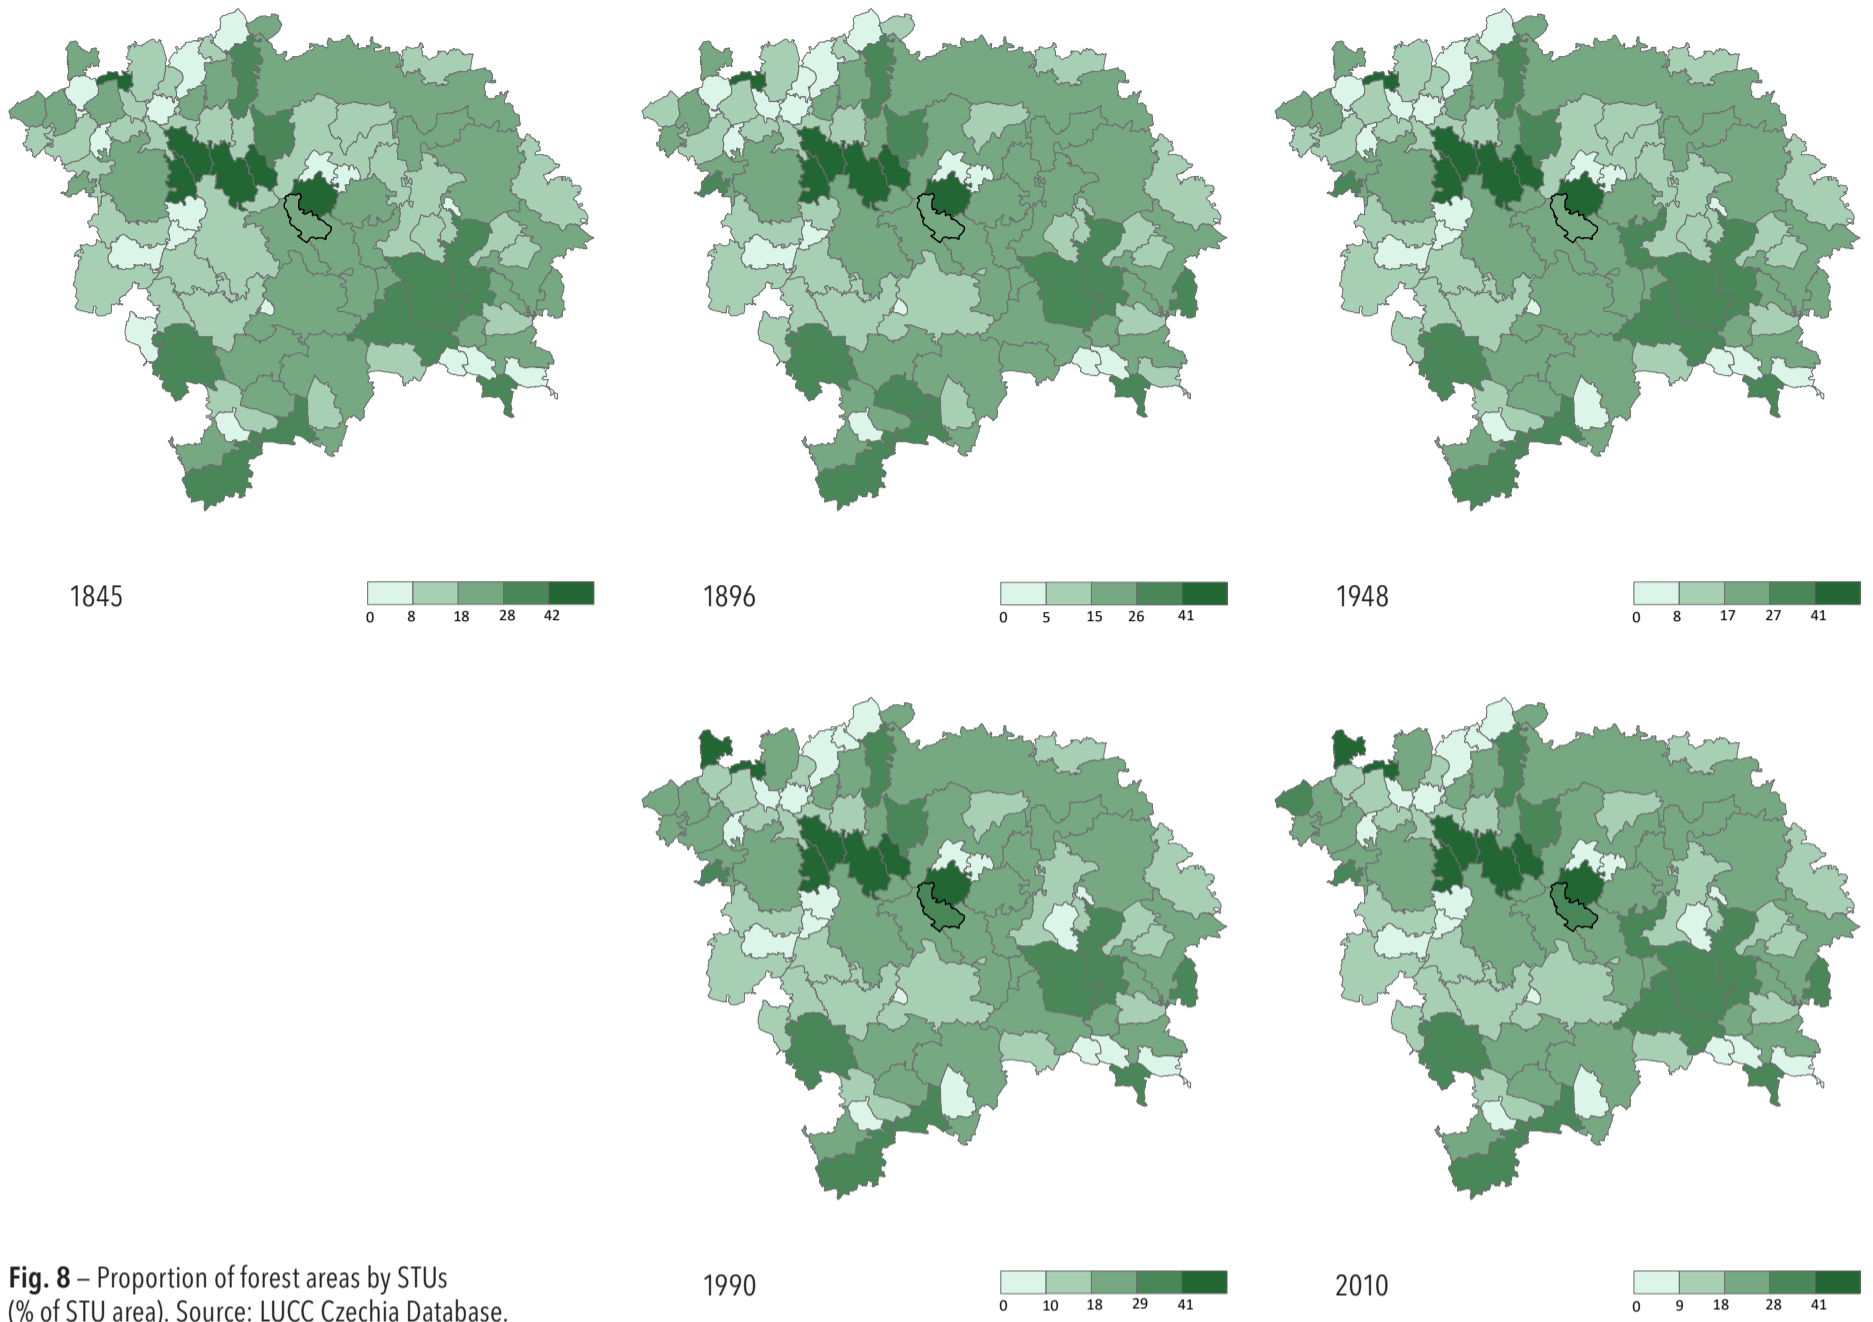 1845
0 8 18 28 42
1896
0 5 15 26 41
1948
0 8 17 27 41
1990
0 10 18 29 41
2010
0 9 18 28 41
Fig. 8 – Proportion of forest areas by STUs
(% of STU area). Source: LUCC Czechia Database.